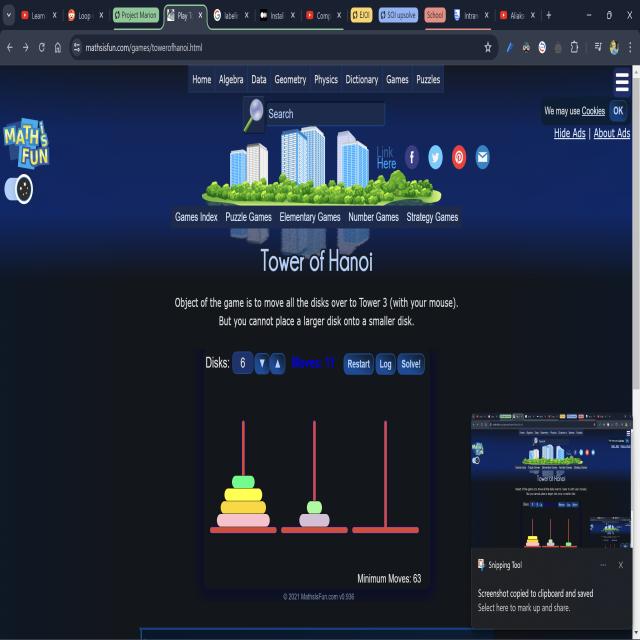 Learn
Loop
Project Marion
Play T
labeli
Instal
Comp
EJOI
SOI upsolve
School
Intran
Aliaks
mathsisfun.com/games/towerofhanoi.html
Home Algebra Data Geometry Physics Dictionary Games Puzzles
Search
We may use Cookies OK
Hide Ads | About Ads
MATHS FUN
Link Here
Games Index Puzzle Games Elementary Games Number Games Strategy Games
Tower of Hanoi
Object of the game is to move all the disks over to Tower 3 (with your mouse).
But you cannot place a larger disk onto a smaller disk.
Disks: 6 ▼ ▲ Moves: 11 Restart Log Solve!
Minimum Moves: 63
© 2021 MathsIsFun.com v0.936
Snipping Tool
Screenshot copied to clipboard and saved
Select here to mark up and share.